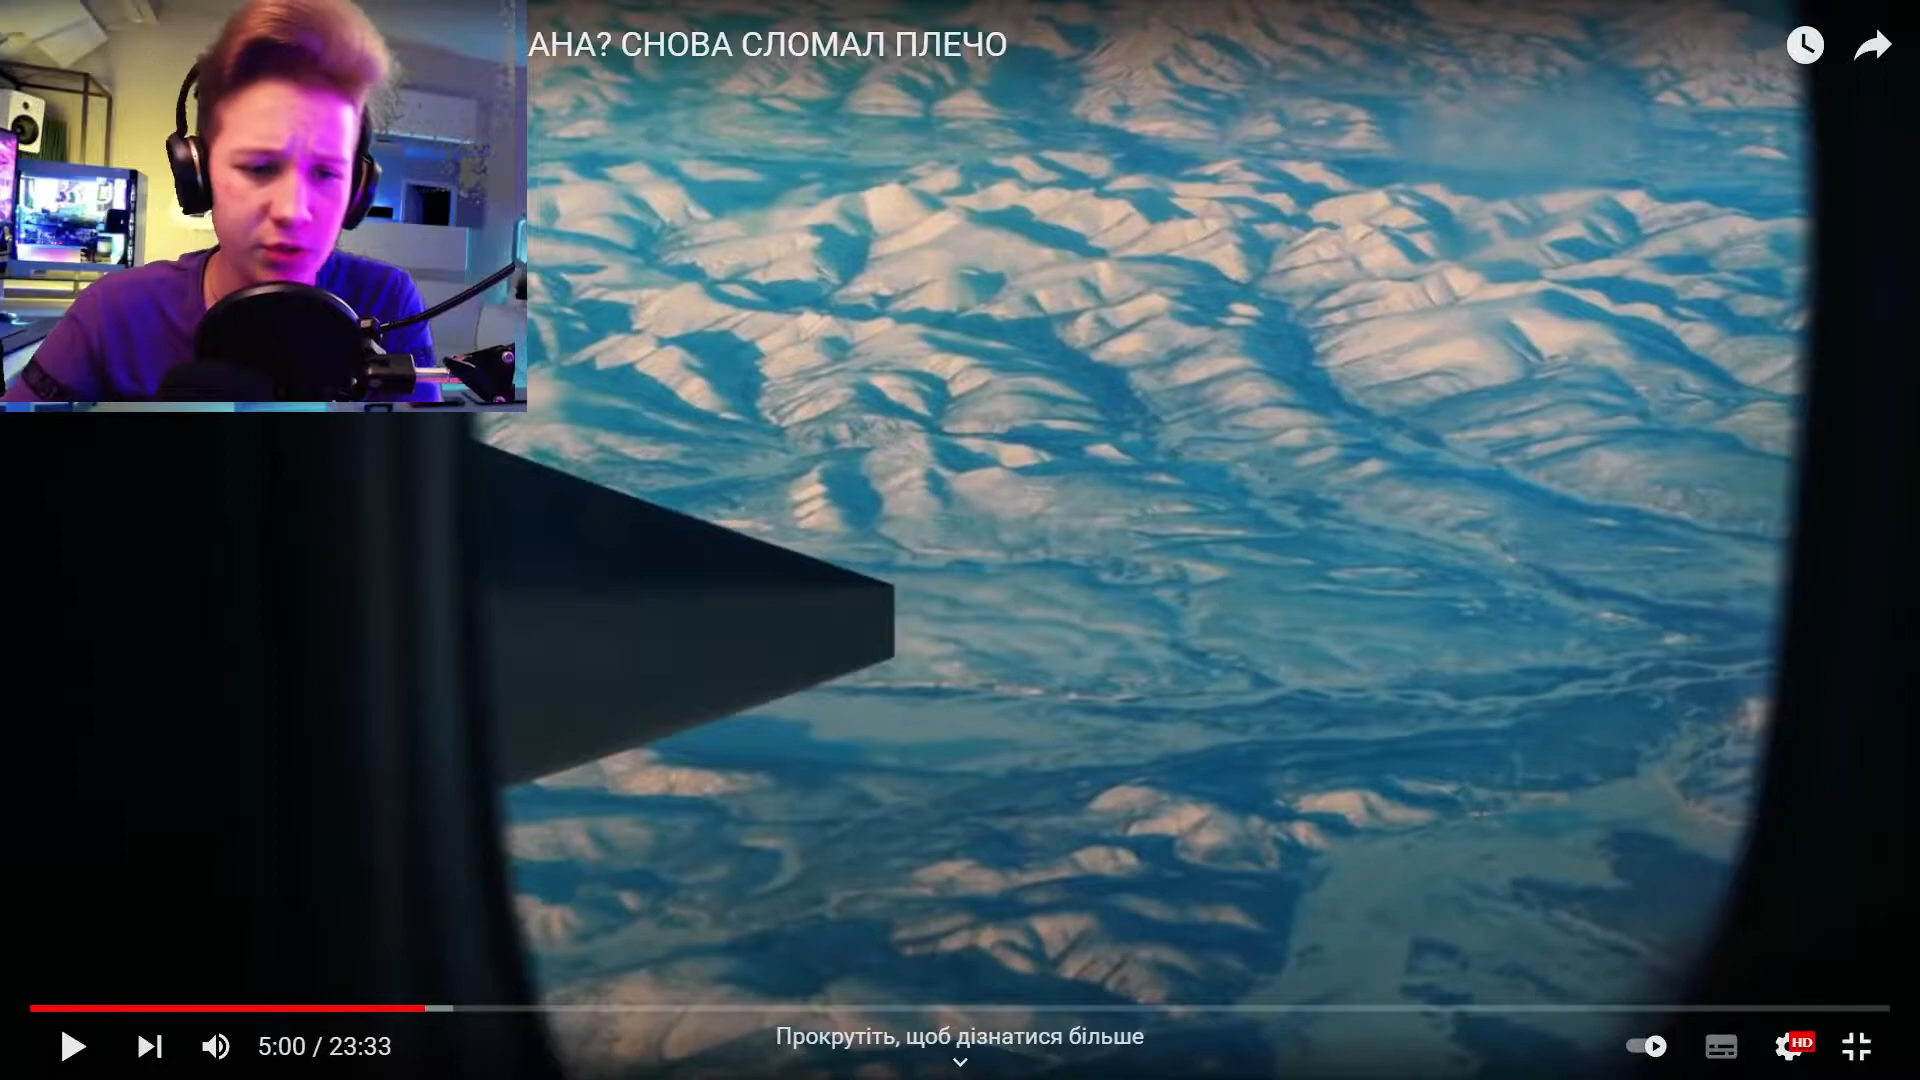 АНА? СНОВА СЛОМАЛ ПЛЕЧО
5:00 / 23:33
Прокрутіть, щоб дізнатися більше
HD